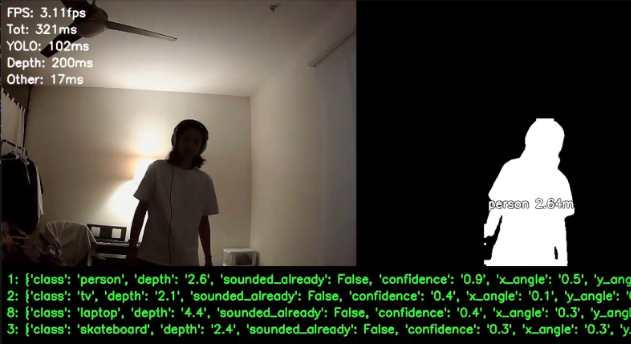 FPS: 3.11fps
Tot: 321ms
YOLO: 102ms
Depth: 200ms
Other: 17ms
person 2.64m
1: {'class': 'person', 'depth': '2.6', 'sounded_already': False, 'confidence': '0.9', 'x_angle': '0.5', 'y_ang
2: {'class': 'tv', 'depth': '2.1', 'sounded_already': False, 'confidence': '0.4', 'x_angle': '0.1', 'y_angle': '
8: {'class': 'laptop', 'depth': '4.4', 'sounded_already': False, 'confidence': '0.4', 'x_angle': '0.3', 'y_ang
3: {'class': 'skateboard', 'depth': '2.4', 'sounded_already': False, 'confidence': '0.3', 'x_angle': '0.3', 'y_